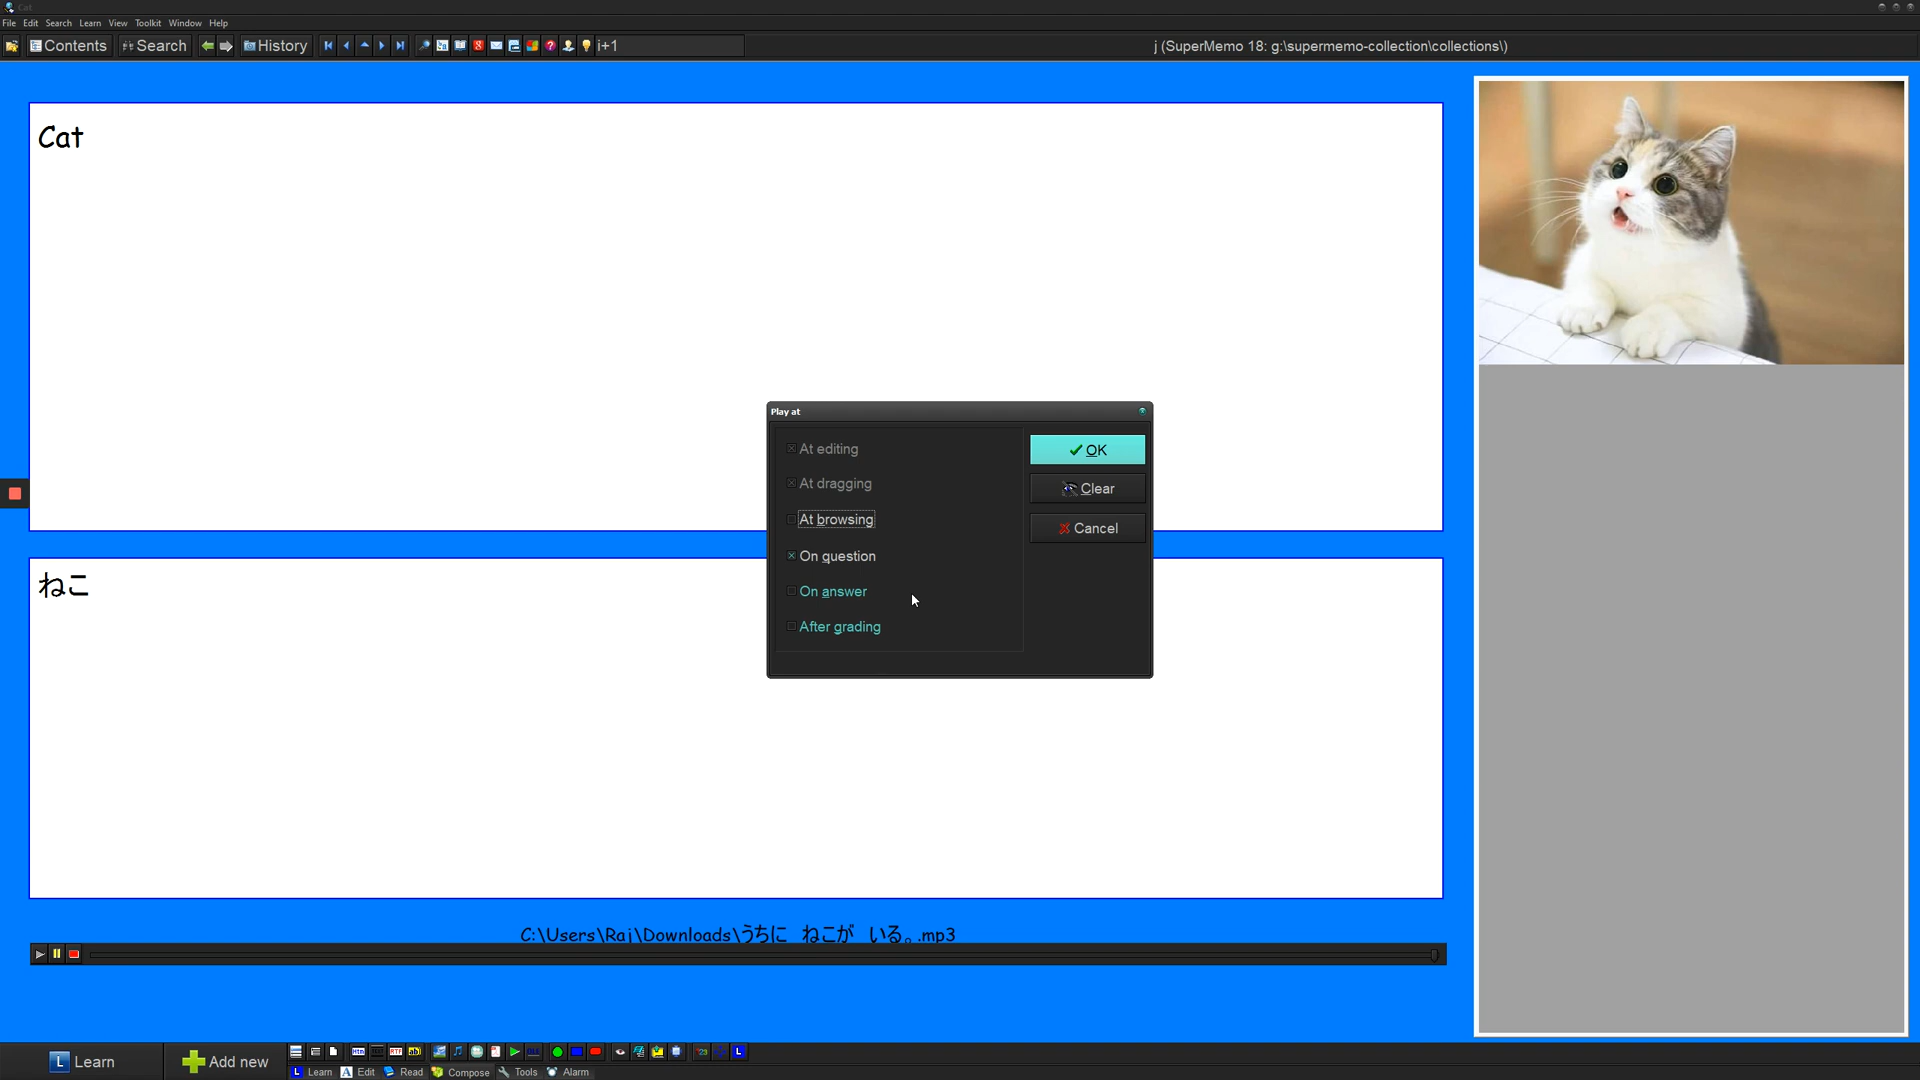 Cat
File Edit Search Learn View Toolkit Window Help
Contents Search History i+1 j (SuperMemo 18: g:\supermemo-collection\collections\)
Cat
Play at
At editing
OK
At dragging
Clear
At browsing
Cancel
On question
On answer
After grading
ねこ
C:\Users\Raj\Downloads\うちに　ねこが　いる。.mp3
Learn Add new
L Learn A Edit Read Compose Tools Alarm